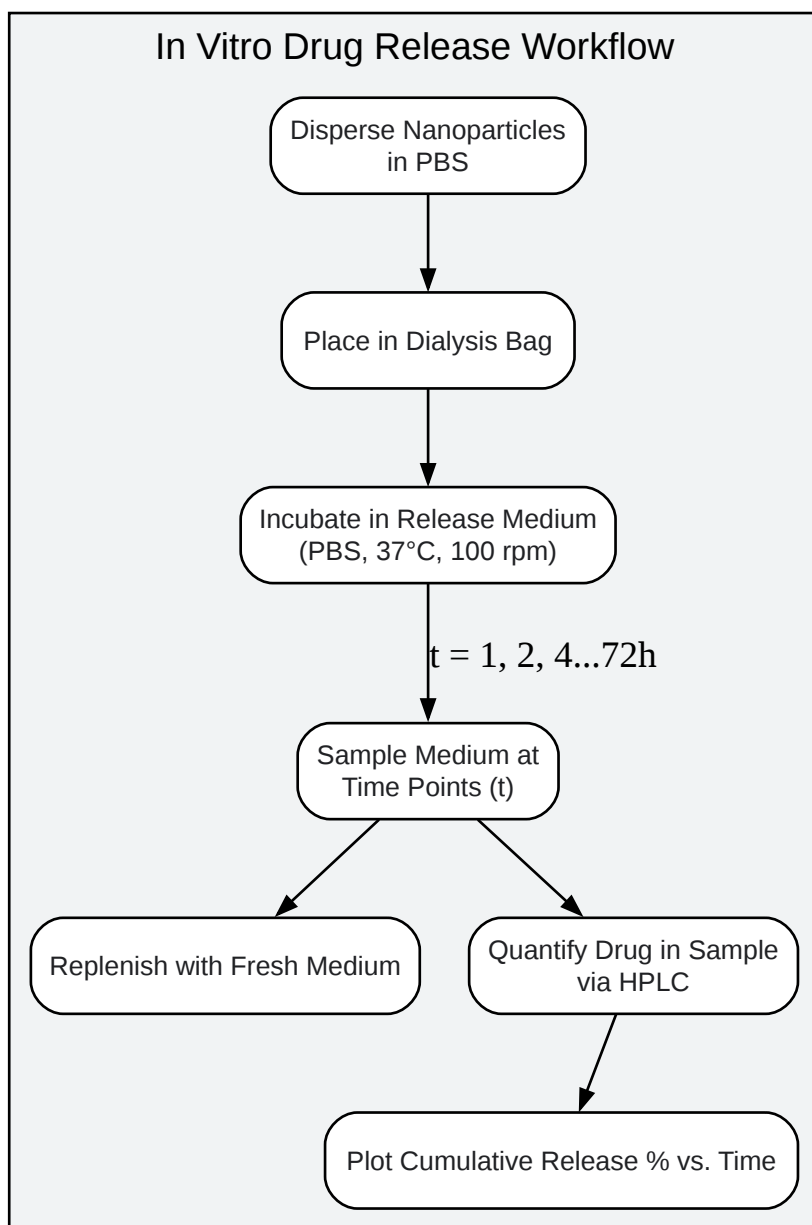 In Vitro Drug Release Workflow
Disperse Nanoparticles
in PBS
Place in Dialysis Bag
Incubate in Release Medium
(PBS, 37°C, 100 rpm)
t = 1, 2, 4...72h
Sample Medium at
Time Points (t)
Replenish with Fresh Medium
Quantify Drug in Sample
via HPLC
Plot Cumulative Release % vs. Time